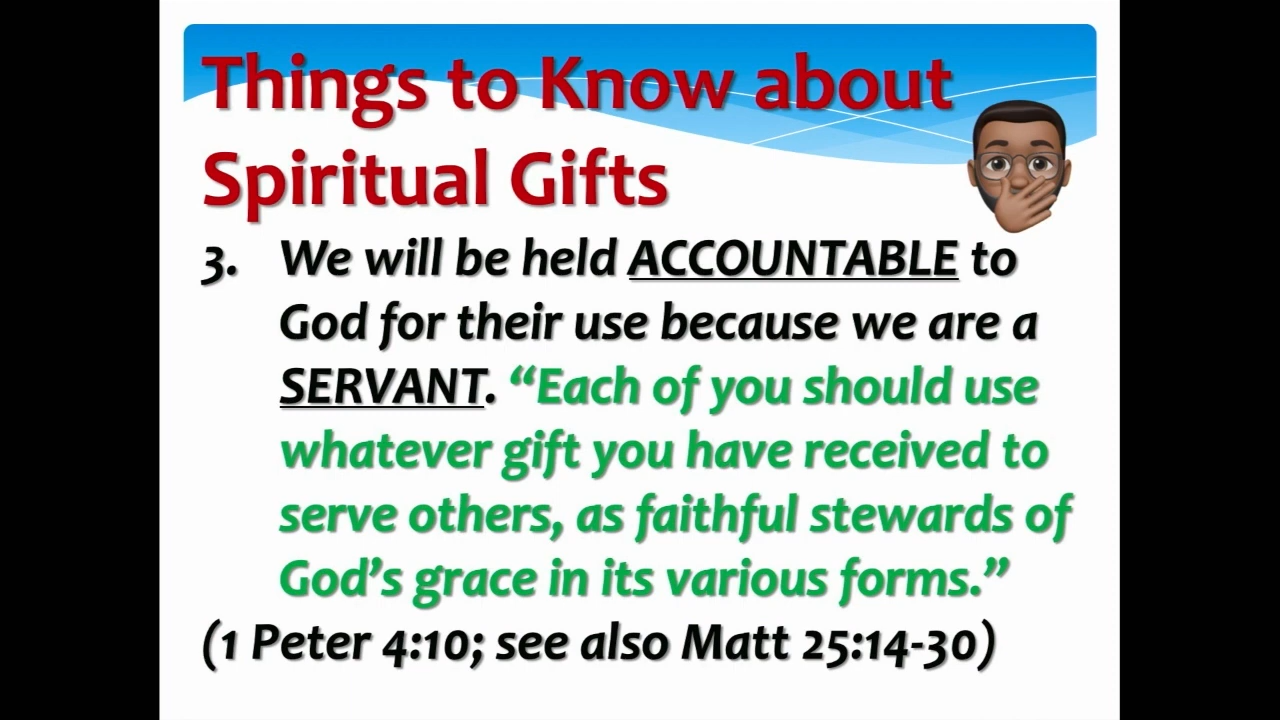 Things to Know about
Spiritual Gifts
3. We will be held ACCOUNTABLE to
God for their use because we are a
SERVANT. “Each of you should use
whatever gift you have received to
serve others, as faithful stewards of
God’s grace in its various forms.”
(1 Peter 4:10; see also Matt 25:14-30)